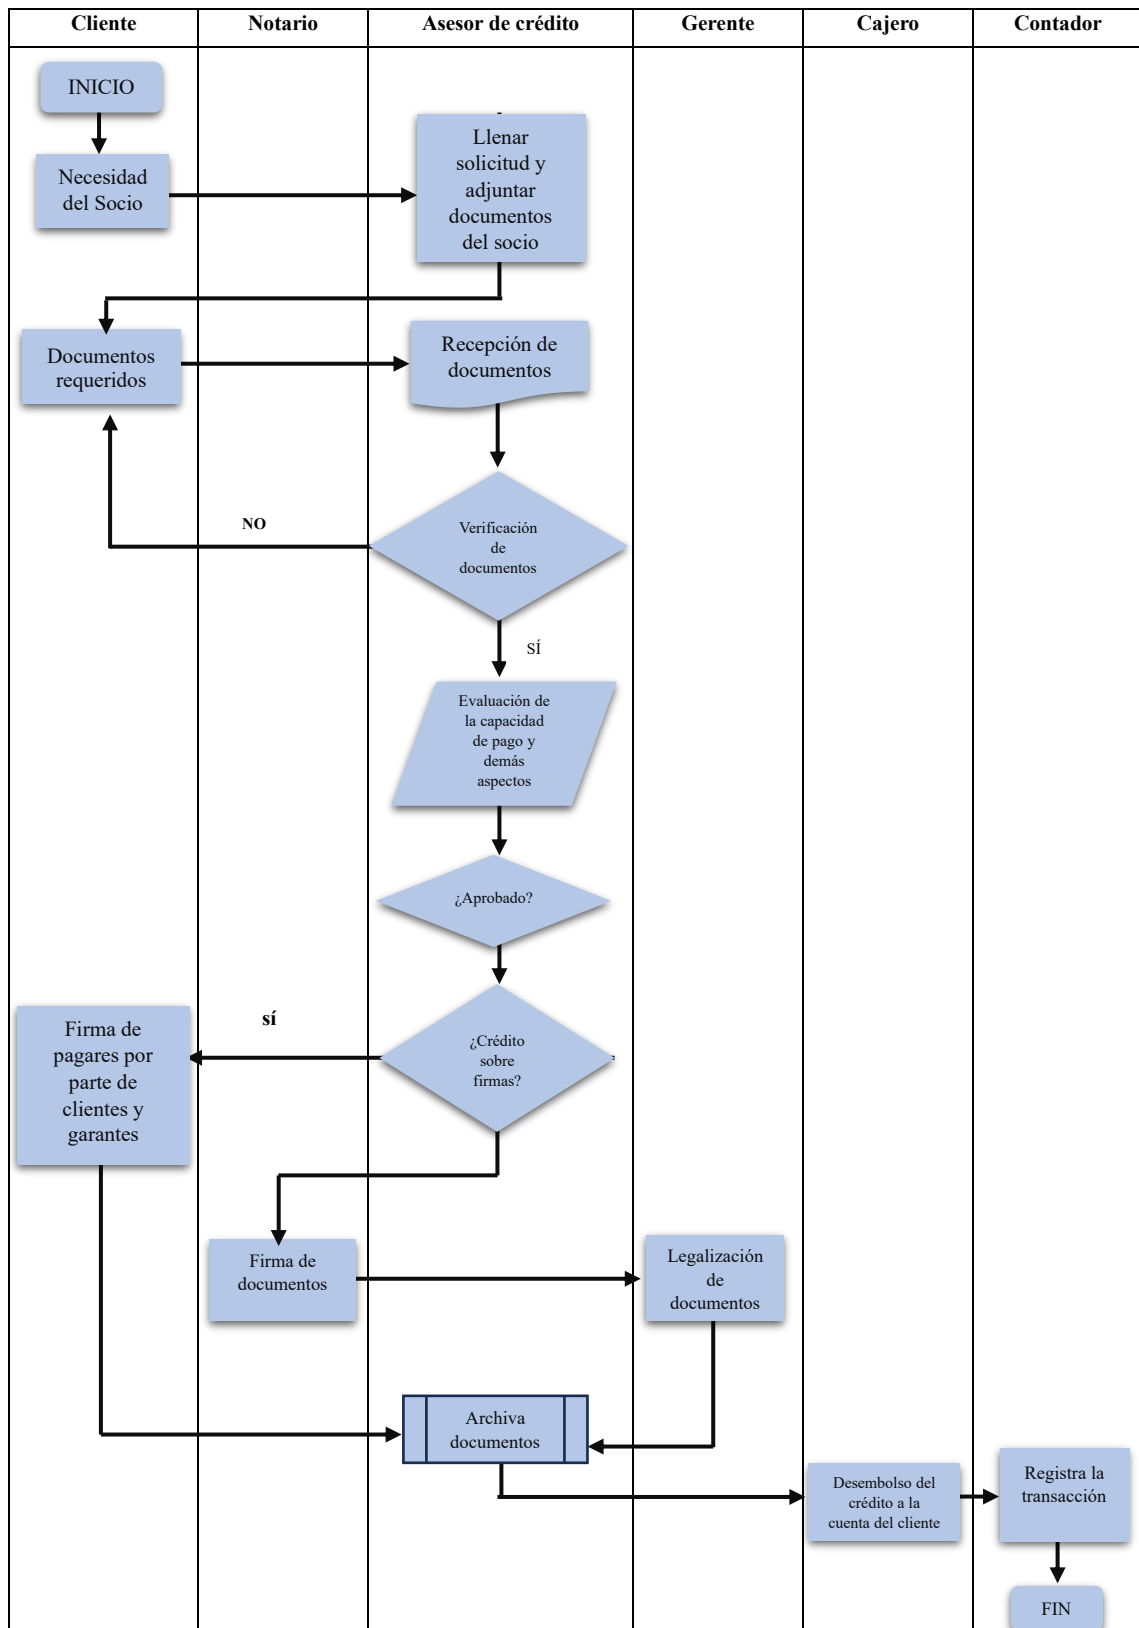 Cliente
Notario
Asesor de crédito
Gerente
Cajero
Contador
INICIO
Necesidad
del Socio
Llenar
solicitud y
adjuntar
documentos
del socio
Documentos
requeridos
Recepción de
documentos
NO
Verificación
de
documentos
SÍ
Evaluación de
la capacidad
de pago y
demás
aspectos
¿Aprobado?
sí
¿Crédito
sobre
firmas?
Firma de
pagares por
parte de
clientes y
garantes
Firma de
documentos
Legalización
de
documentos
Archiva
documentos
Desembolso del
crédito a la
cuenta del cliente
Registra la
transacción
FIN